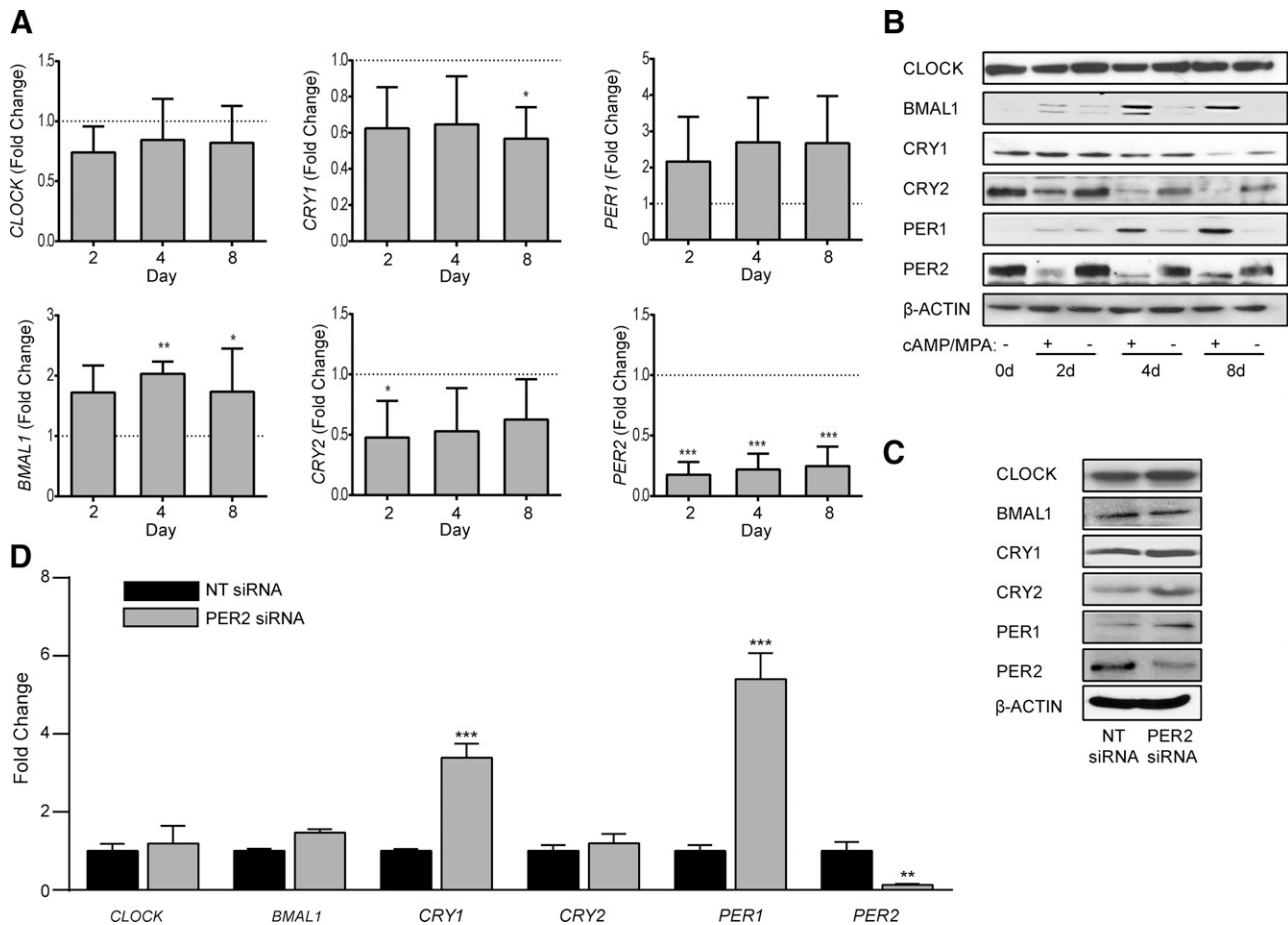 A
CLOCK (Fold Change)
1.5
1.0
0.5
0.0
2 4 8
Day
CRY1 (Fold Change)
1.0
0.8
0.6
0.4
0.2
0.0
*
2 4 8
Day
PER1 (Fold Change)
5
4
3
2
1
0
2 4 8
Day
BMAL1 (Fold Change)
3
2
1
0
** *
2 4 8
Day
CRY2 (Fold Change)
1.5
1.0
0.5
0.0
*
2 4 8
Day
PER2 (Fold Change)
1.5
1.0
0.5
0.0
*** *** ***
2 4 8
Day
B
CLOCK
BMAL1
CRY1
CRY2
PER1
PER2
β-ACTIN
cAMP/MPA: - + - + - + -
0d 2d 4d 8d
C
CLOCK
BMAL1
CRY1
CRY2
PER1
PER2
β-ACTIN
NT PER2
siRNA siRNA
D
NT siRNA
PER2 siRNA
Fold Change
8
6
4
2
0
*** *** **
CLOCK BMAL1 CRY1 CRY2 PER1 PER2